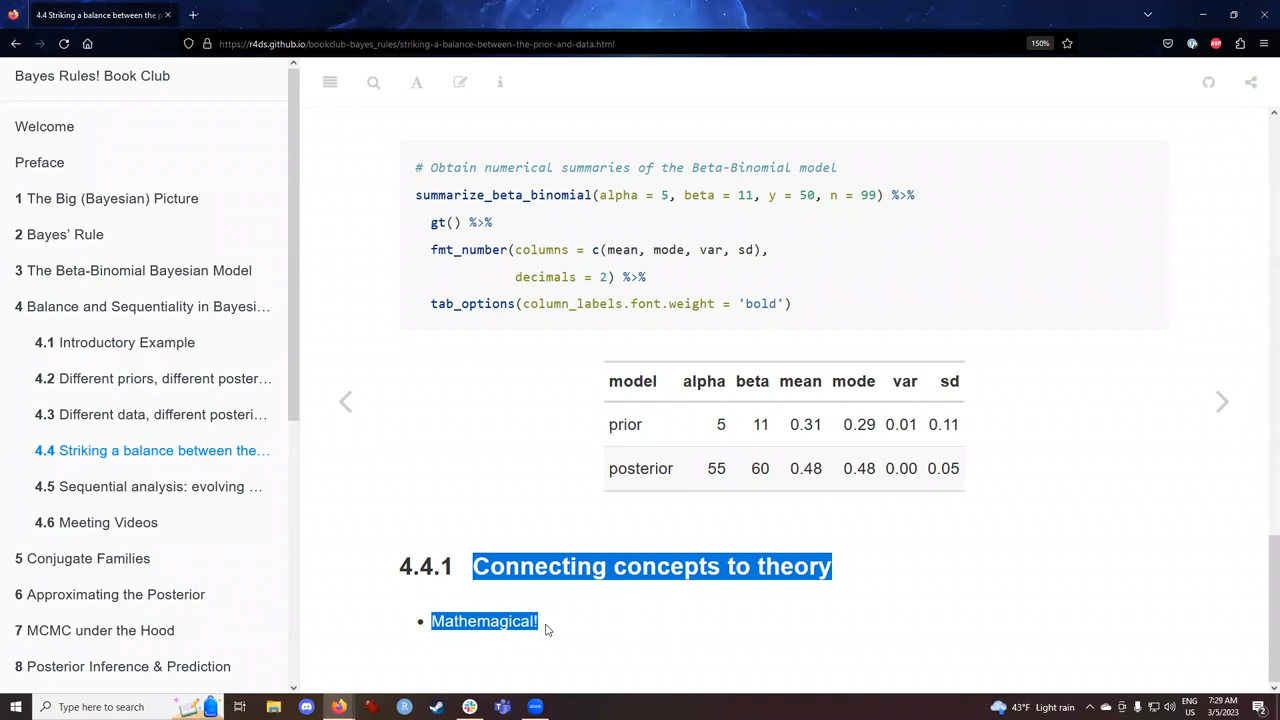 4.4 Striking a balance between the p
https://r4ds.github.io/bookclub-bayes_rules/striking-a-balance-between-the-prior-and-data.html
150%
Bayes Rules! Book Club
Welcome
Preface
1 The Big (Bayesian) Picture
2 Bayes' Rule
3 The Beta-Binomial Bayesian Model
4 Balance and Sequentiality in Bayesi...
4.1 Introductory Example
4.2 Different priors, different poster...
4.3 Different data, different posteri...
4.4 Striking a balance between the...
4.5 Sequential analysis: evolving ...
4.6 Meeting Videos
5 Conjugate Families
6 Approximating the Posterior
7 MCMC under the Hood
8 Posterior Inference & Prediction
# Obtain numerical summaries of the Beta-Binomial model
summarize_beta_binomial(alpha = 5, beta = 11, y = 50, n = 99) %>%
gt() %>%
fmt_number(columns = c(mean, mode, var, sd),
decimals = 2) %>%
tab_options(column_labels.font.weight = 'bold')
model alpha beta mean mode var sd
prior 5 11 0.31 0.29 0.01 0.11
posterior 55 60 0.48 0.48 0.00 0.05
4.4.1 Connecting concepts to theory
• Mathemagical!
Type here to search
43°F Light rain
ENG
US
7:29 AM
3/5/2023